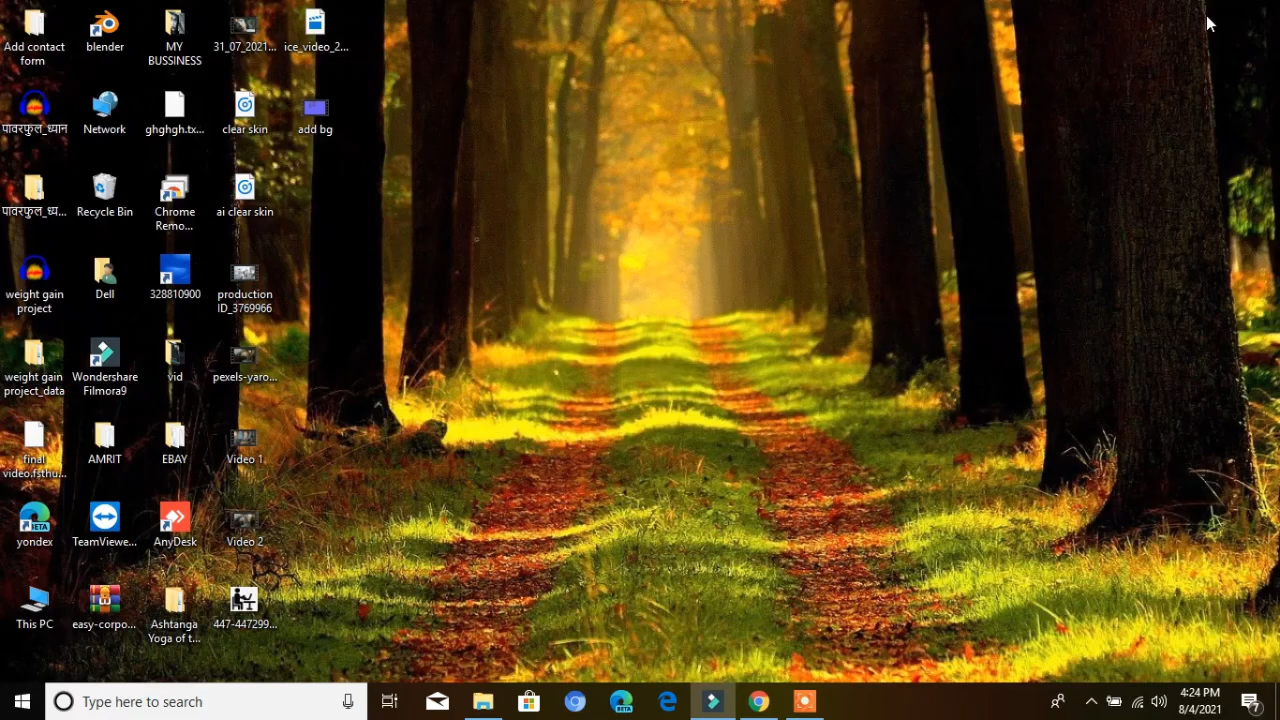 Add contact
form
blender
MY
BUSSINESS
31_07_2021...
ice_video_2...
पावरफुल_ध्यान
Network
ghghgh.tx...
clear skin
add bg
पावरफुल_ध्य...
Recycle Bin
Chrome
Remo...
ai clear skin
weight gain
project
Dell
328810900
production
ID_3769966
weight gain
project_data
Wondershare
Filmora9
vid
pexels-yaro...
final
video.fsthu...
AMRIT
EBAY
Video 1
BETA
yondex
TeamViewe...
AnyDesk
Video 2
This PC
easy-corpo...
Ashtanga
Yoga of t...
447-447299...
Type here to search
BETA
4:24 PM
8/4/2021
7